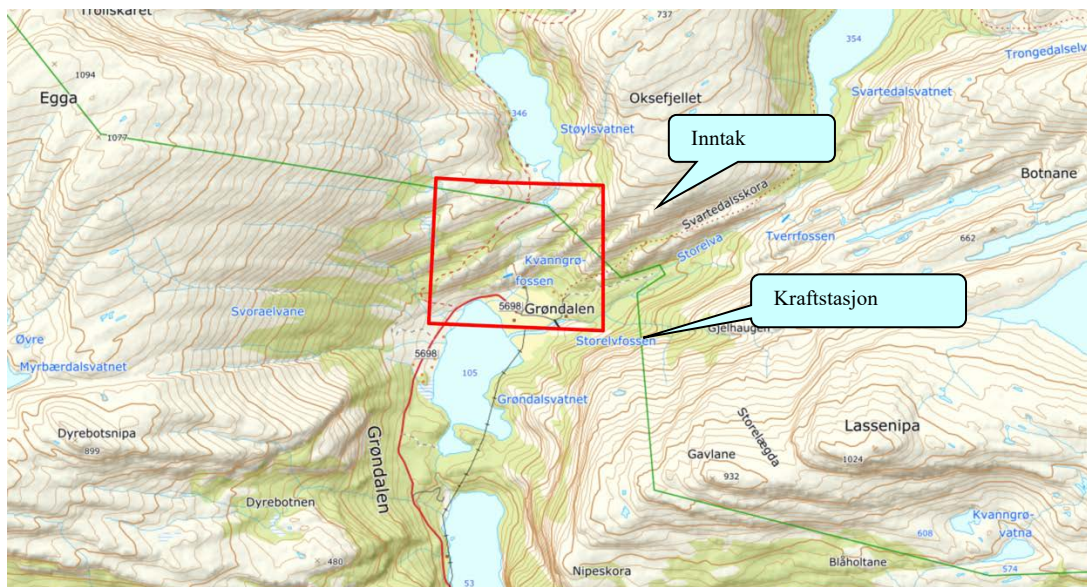 Trollskaret
737
354
Trongedalselv
1094
Egga
1077
346
Støylsvatnet
Oksefjellet
Svartedalsvatnet
Inntak
Botnane
Svartedalsskora
Storelva
Tverrfossen
662
Kvanngrø-
fossen
Kraftstasjon
Svoraelvane
5698
Grøndalen
Gjelhaugen
Storelvfossen
Øvre
Myrbærdalsvatnet
5698
105
Grøndalsvatnet
Dyrebotsnipa
899
Grøndalen
Storelægda
Lassenipa
1024
Gavlane
932
Dyrebotnen
480
Kvanngrø-
vatna
608
574
Blåholtane
Nipeskora
53